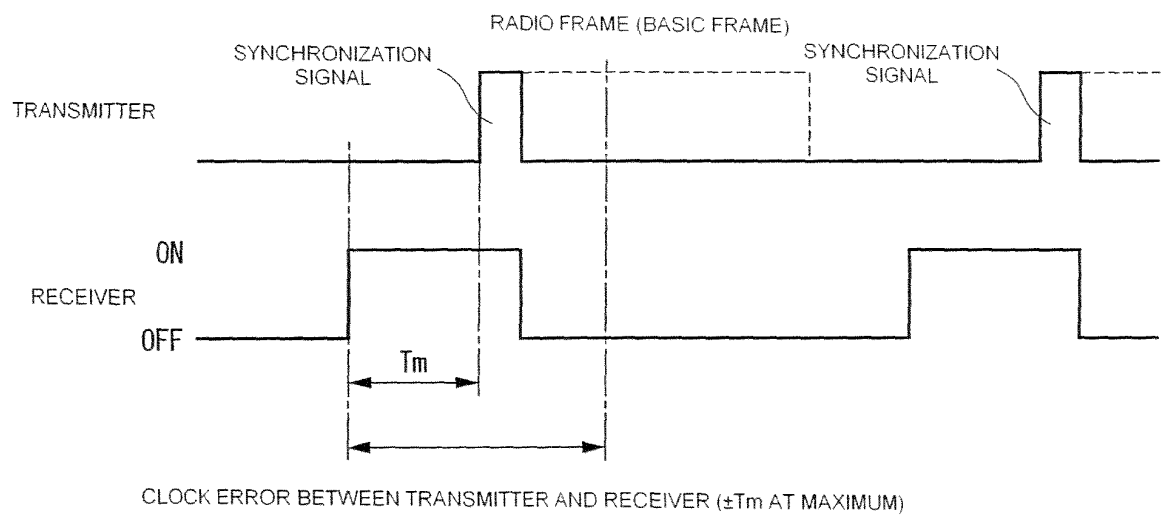 RADIO FRAME (BASIC FRAME)
SYNCHRONIZATION
SIGNAL
SYNCHRONIZATION
SIGNAL
TRANSMITTER
ON
RECEIVER
OFF
Tm
CLOCK ERROR BETWEEN TRANSMITTER AND RECEIVER (±Tm AT MAXIMUM)